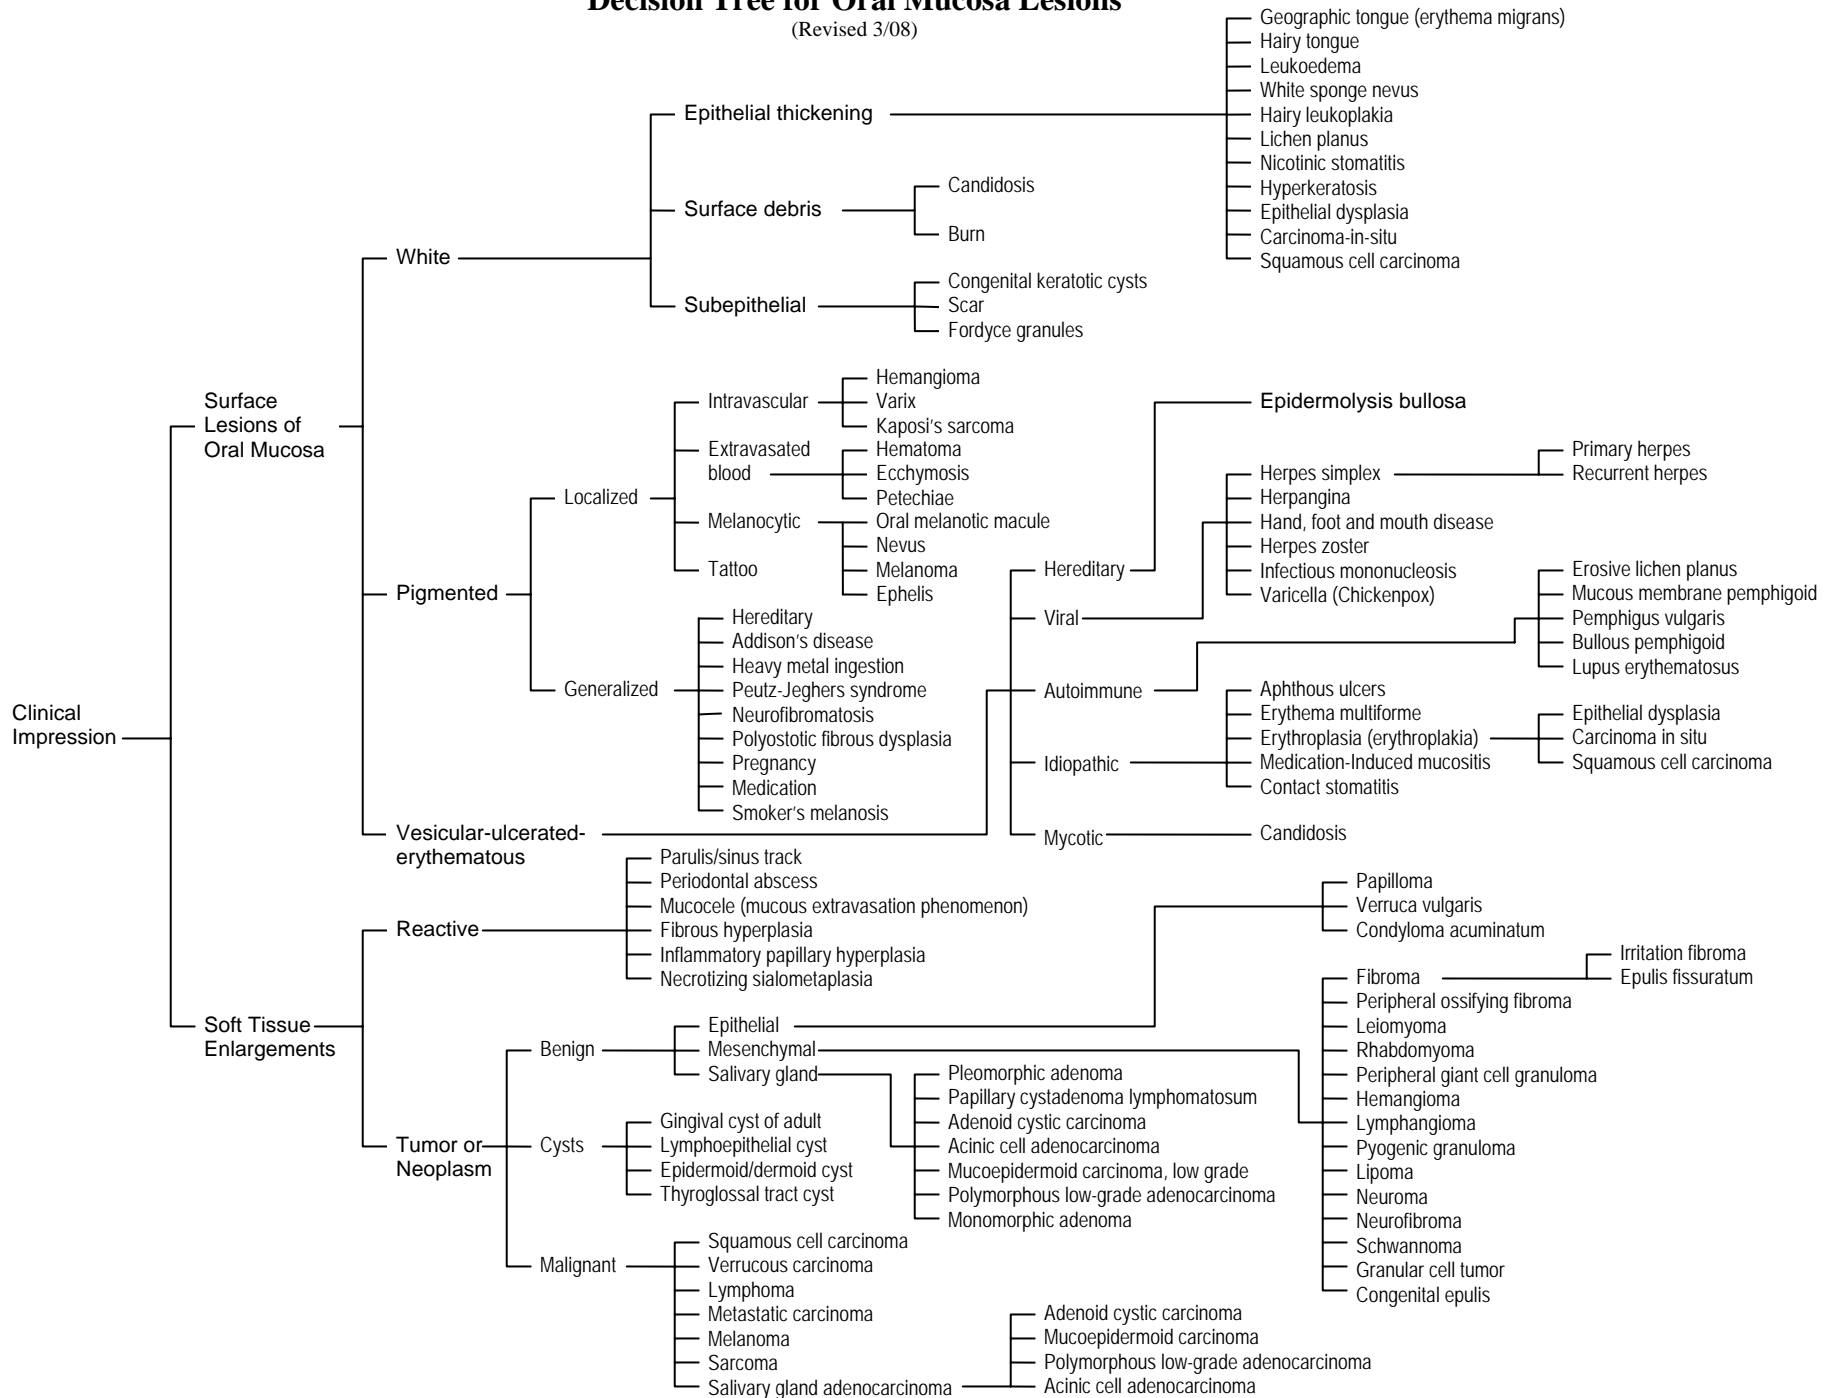 Decision Tree for Oral Mucosa Lesions
(Revised 3/08)
Clinical
Impression
Surface
Lesions of
Oral Mucosa
White
Epithelial thickening
Geographic tongue (erythema migrans)
Hairy tongue
Leukoedema
White sponge nevus
Hairy leukoplakia
Lichen planus
Nicotinic stomatitis
Hyperkeratosis
Epithelial dysplasia
Carcinoma-in-situ
Squamous cell carcinoma
Surface debris
Candidosis
Burn
Subepithelial
Congenital keratotic cysts
Scar
Fordyce granules
Pigmented
Localized
Intravascular
Hemangioma
Varix
Kaposi's sarcoma
Extravasated
blood
Hematoma
Ecchymosis
Petechiae
Melanocytic
Oral melanotic macule
Nevus
Melanoma
Ephelis
Tattoo
Generalized
Hereditary
Addison's disease
Heavy metal ingestion
Peutz-Jeghers syndrome
Neurofibromatosis
Polyostotic fibrous dysplasia
Pregnancy
Medication
Smoker's melanosis
Vesicular-ulcerated-
erythematous
Hereditary
Epidermolysis bullosa
Viral
Herpes simplex
Primary herpes
Recurrent herpes
Herpangina
Hand, foot and mouth disease
Herpes zoster
Infectious mononucleosis
Varicella (Chickenpox)
Autoimmune
Erosive lichen planus
Mucous membrane pemphigoid
Pemphigus vulgaris
Bullous pemphigoid
Lupus erythematosus
Idiopathic
Aphthous ulcers
Erythema multiforme
Erythroplasia (erythroplakia)
Epithelial dysplasia
Carcinoma in situ
Squamous cell carcinoma
Medication-Induced mucositis
Contact stomatitis
Mycotic
Candidosis
Soft Tissue
Enlargements
Reactive
Parulis/sinus track
Periodontal abscess
Mucocele (mucous extravasation phenomenon)
Fibrous hyperplasia
Inflammatory papillary hyperplasia
Necrotizing sialometaplasia
Tumor or
Neoplasm
Benign
Epithelial
Papilloma
Verruca vulgaris
Condyloma acuminatum
Mesenchymal
Fibroma
Irritation fibroma
Epulis fissuratum
Peripheral ossifying fibroma
Leiomyoma
Rhabdomyoma
Peripheral giant cell granuloma
Hemangioma
Lymphangioma
Pyogenic granuloma
Lipoma
Neuroma
Neurofibroma
Schwannoma
Granular cell tumor
Congenital epulis
Salivary gland
Pleomorphic adenoma
Papillary cystadenoma lymphomatosum
Adenoid cystic carcinoma
Acinic cell adenocarcinoma
Mucoepidermoid carcinoma, low grade
Polymorphous low-grade adenocarcinoma
Monomorphic adenoma
Cysts
Gingival cyst of adult
Lymphoepithelial cyst
Epidermoid/dermoid cyst
Thyroglossal tract cyst
Malignant
Squamous cell carcinoma
Verrucous carcinoma
Lymphoma
Metastatic carcinoma
Melanoma
Sarcoma
Salivary gland adenocarcinoma
Adenoid cystic carcinoma
Mucoepidermoid carcinoma
Polymorphous low-grade adenocarcinoma
Acinic cell adenocarcinoma